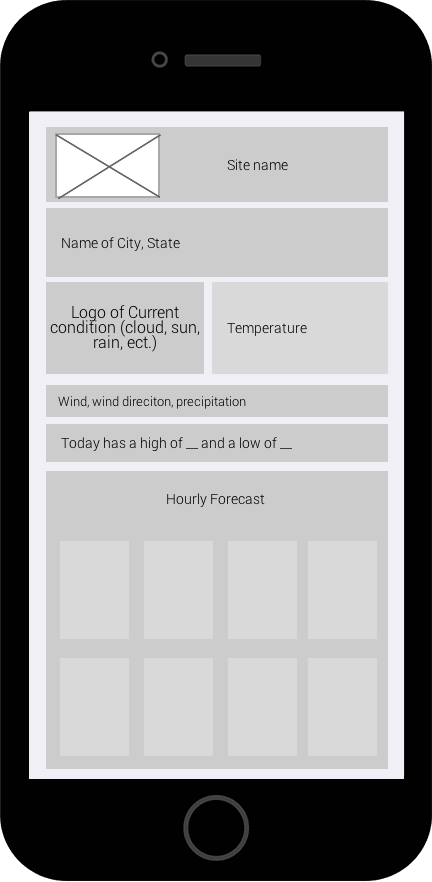 Site name
Name of City, State
Logo of Current
condition (cloud, sun,
rain, ect.)
Temperature
Wind, wind direciton, precipitation
Today has a high of __ and a low of __
Hourly Forecast